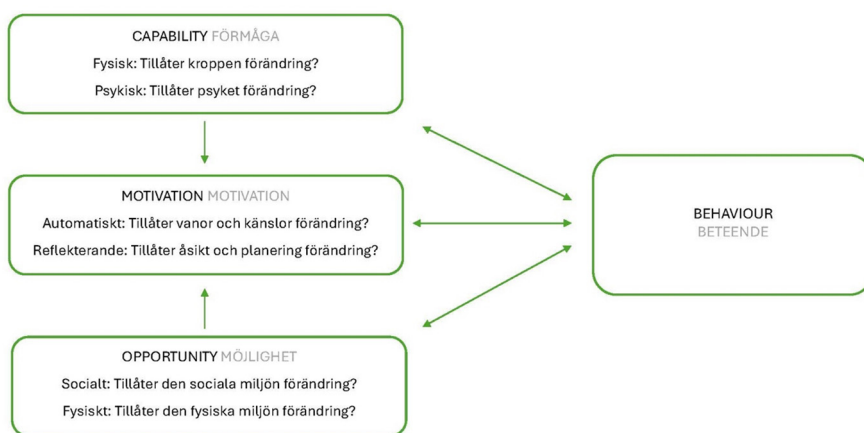 CAPABILITY FÖRMÅGA
Fysisk: Tillåter kroppen förändring?
Psykisk: Tillåter psyket förändring?
MOTIVATION MOTIVATION
Automatiskt: Tillåter vanor och känslor förändring?
Reflekterande: Tillåter åsikt och planering förändring?
BEHAVIOUR
BETEENDE
OPPORTUNITY MÖJLIGHET
Socialt: Tillåter den sociala miljön förändring?
Fysiskt: Tillåter den fysiska miljön förändring?